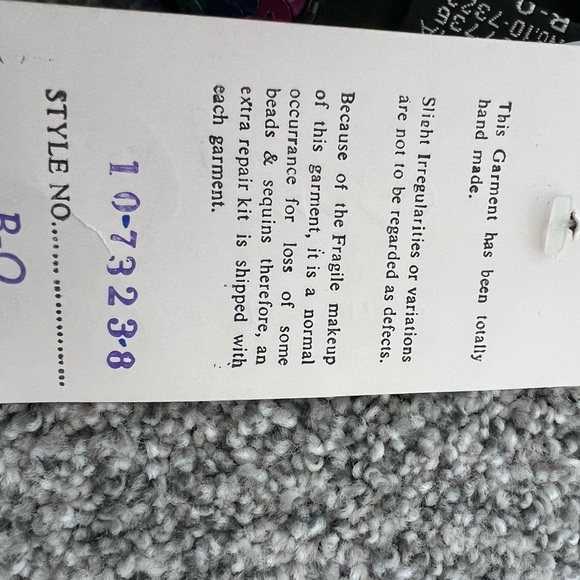 This Garment has been totally
hand made.
Slight Irregularities or variations
are not to be regarded as defects.
Because of the Fragile makeup
of this garment, it is a normal
occurrance for loss of some
beads & sequins therefore, an
extra repair kit is shipped with
each garment.
10-7323-8
STYLE NO.....................